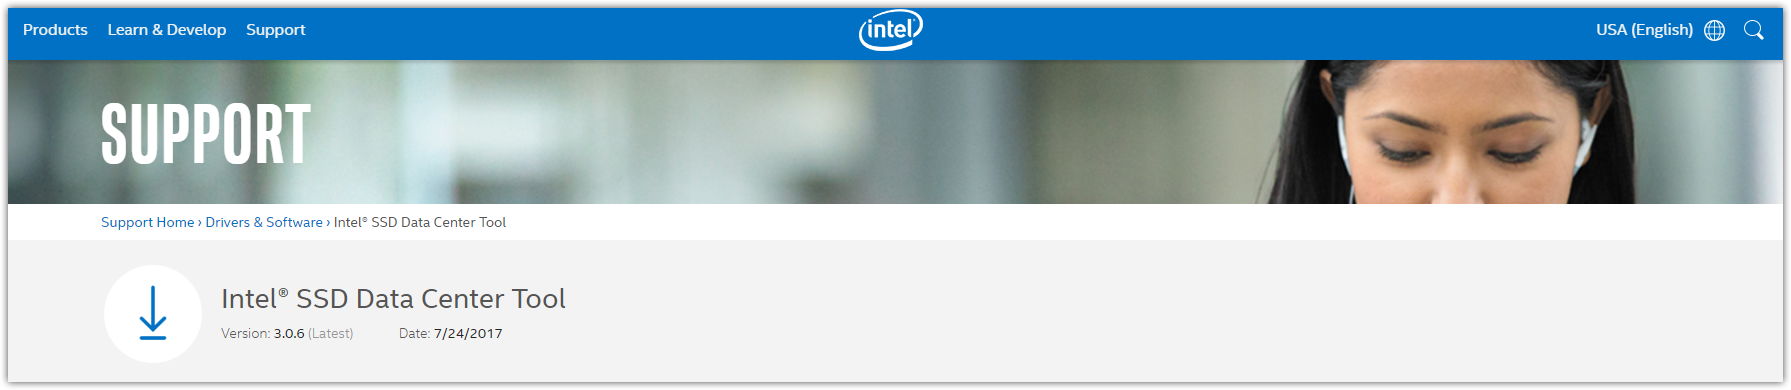 Products Learn & Develop Support intel USA (English)
SUPPORT
Support Home › Drivers & Software › Intel® SSD Data Center Tool
Intel® SSD Data Center Tool
Version: 3.0.6 (Latest) Date: 7/24/2017